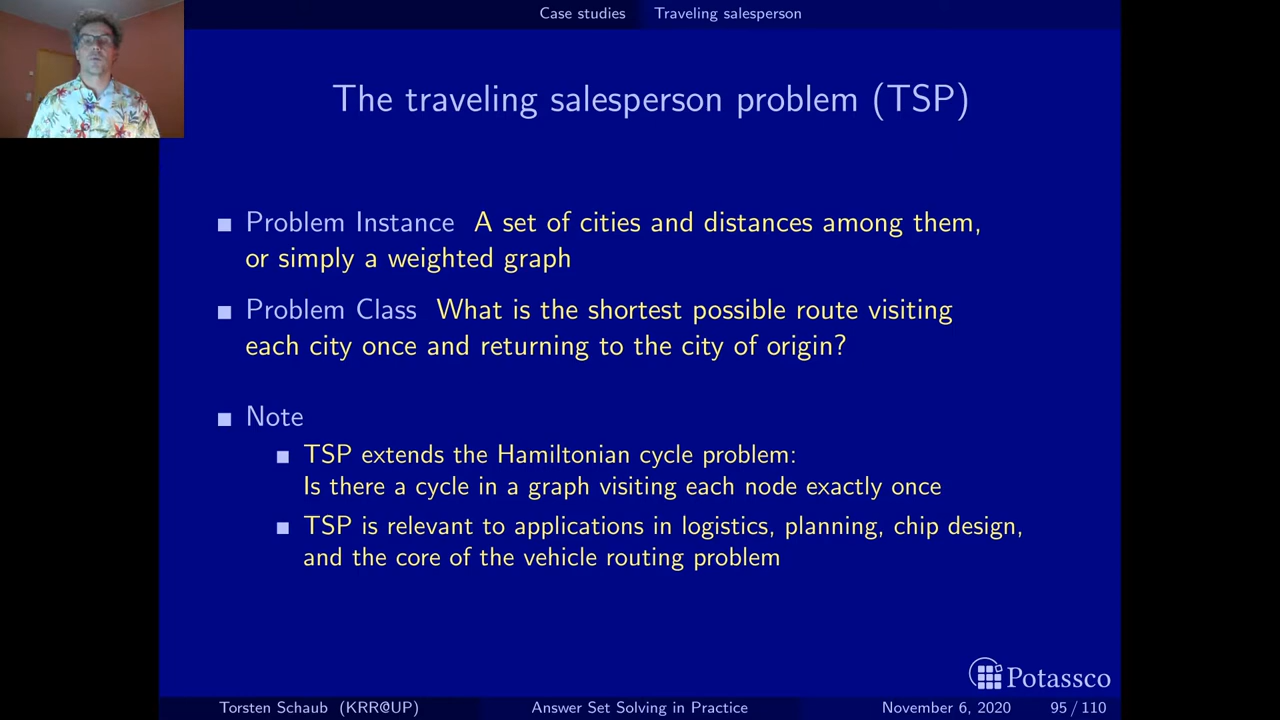 Case studies Traveling salesperson
The traveling salesperson problem (TSP)
Problem Instance A set of cities and distances among them,
or simply a weighted graph
Problem Class What is the shortest possible route visiting
each city once and returning to the city of origin?
Note
TSP extends the Hamiltonian cycle problem:
Is there a cycle in a graph visiting each node exactly once
TSP is relevant to applications in logistics, planning, chip design,
and the core of the vehicle routing problem
Potassco
Torsten Schaub (KRR@UP) Answer Set Solving in Practice November 6, 2020 95 / 110